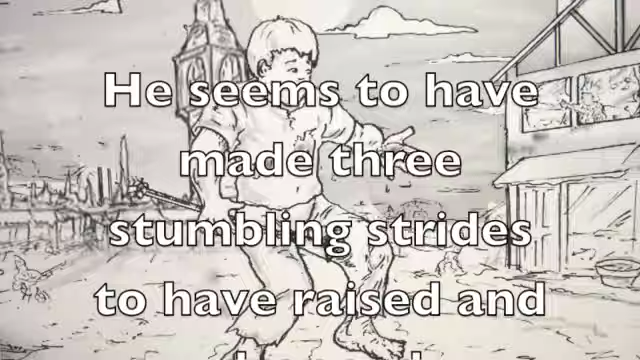 He seems to have
made three
stumbling strides
to have raised and